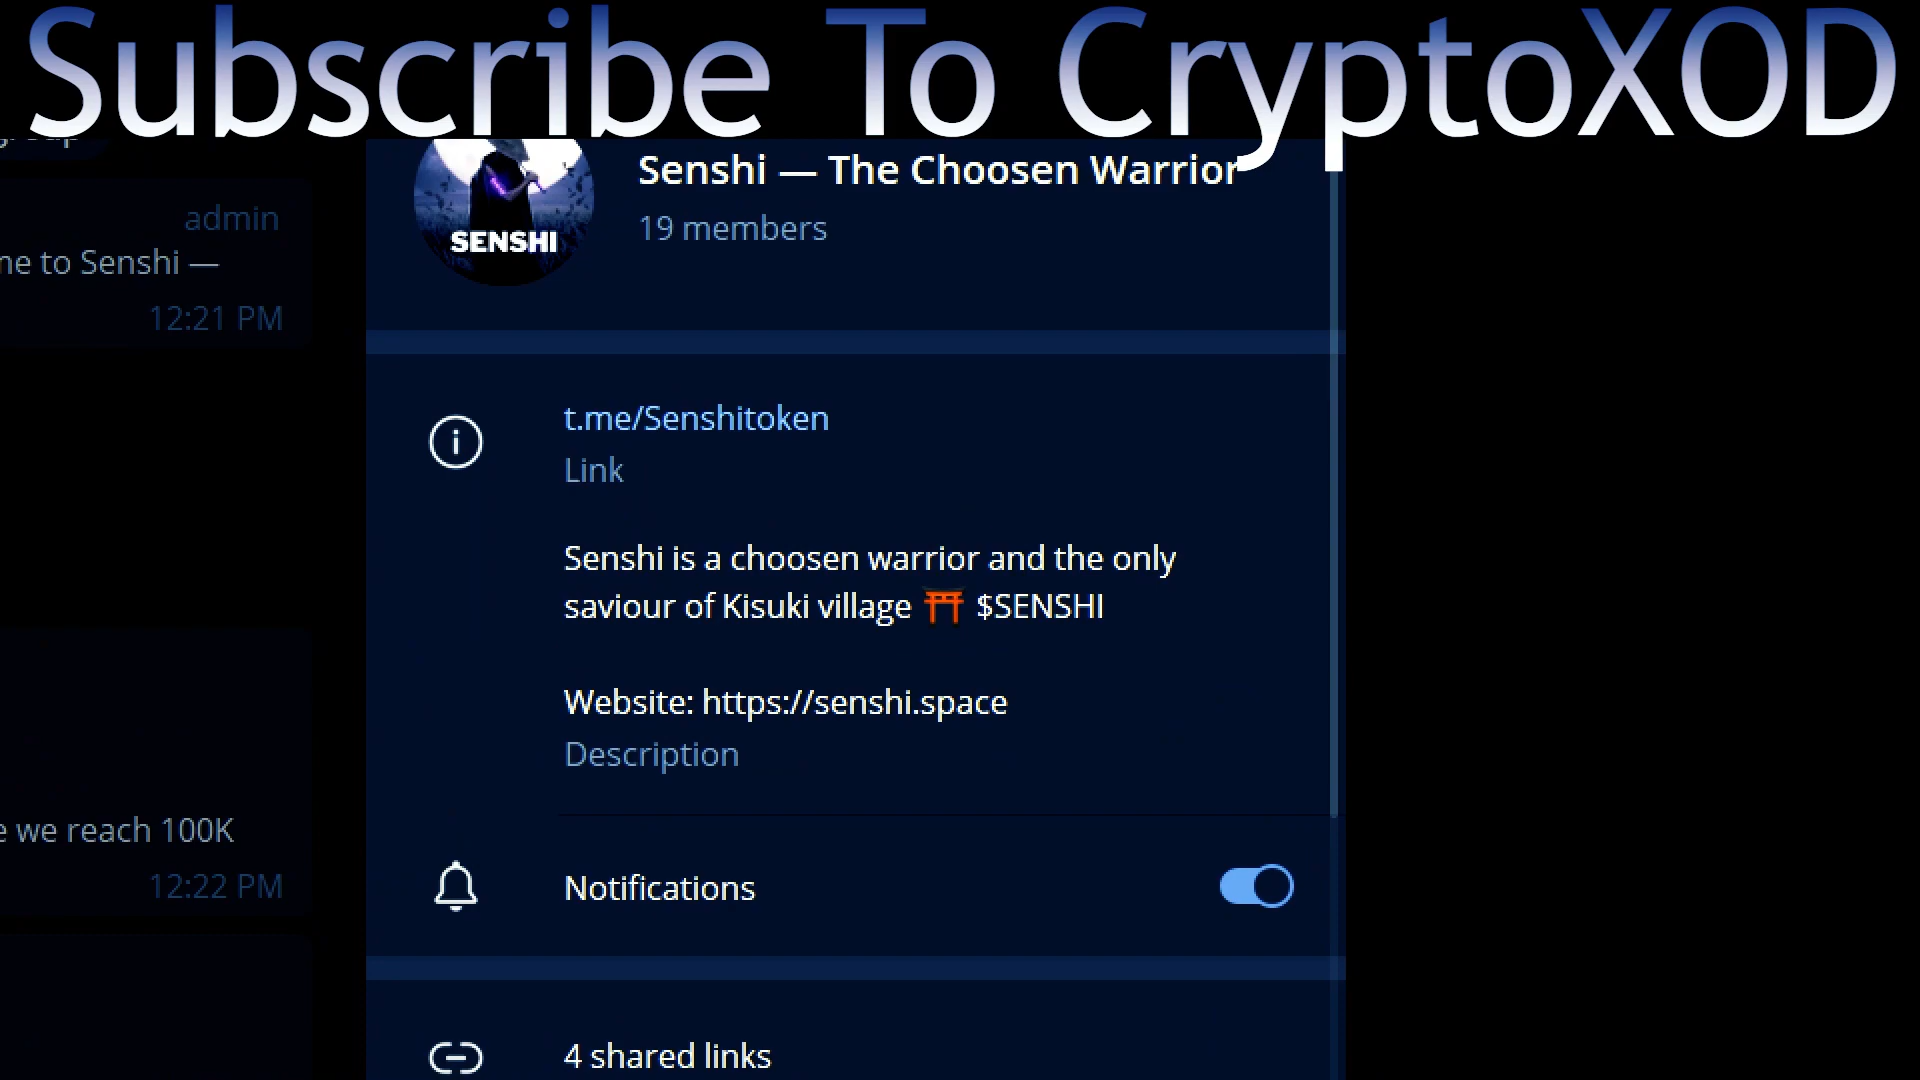 Subscribe To CryptoXOD
Senshi — The Choosen Warrior
19 members
SENSHI
admin
me to Senshi —
12:21 PM
t.me/Senshitoken
Link
Senshi is a choosen warrior and the only
saviour of Kisuki village ⛩ $SENSHI
Website: https://senshi.space
Description
we reach 100K
12:22 PM
Notifications
4 shared links